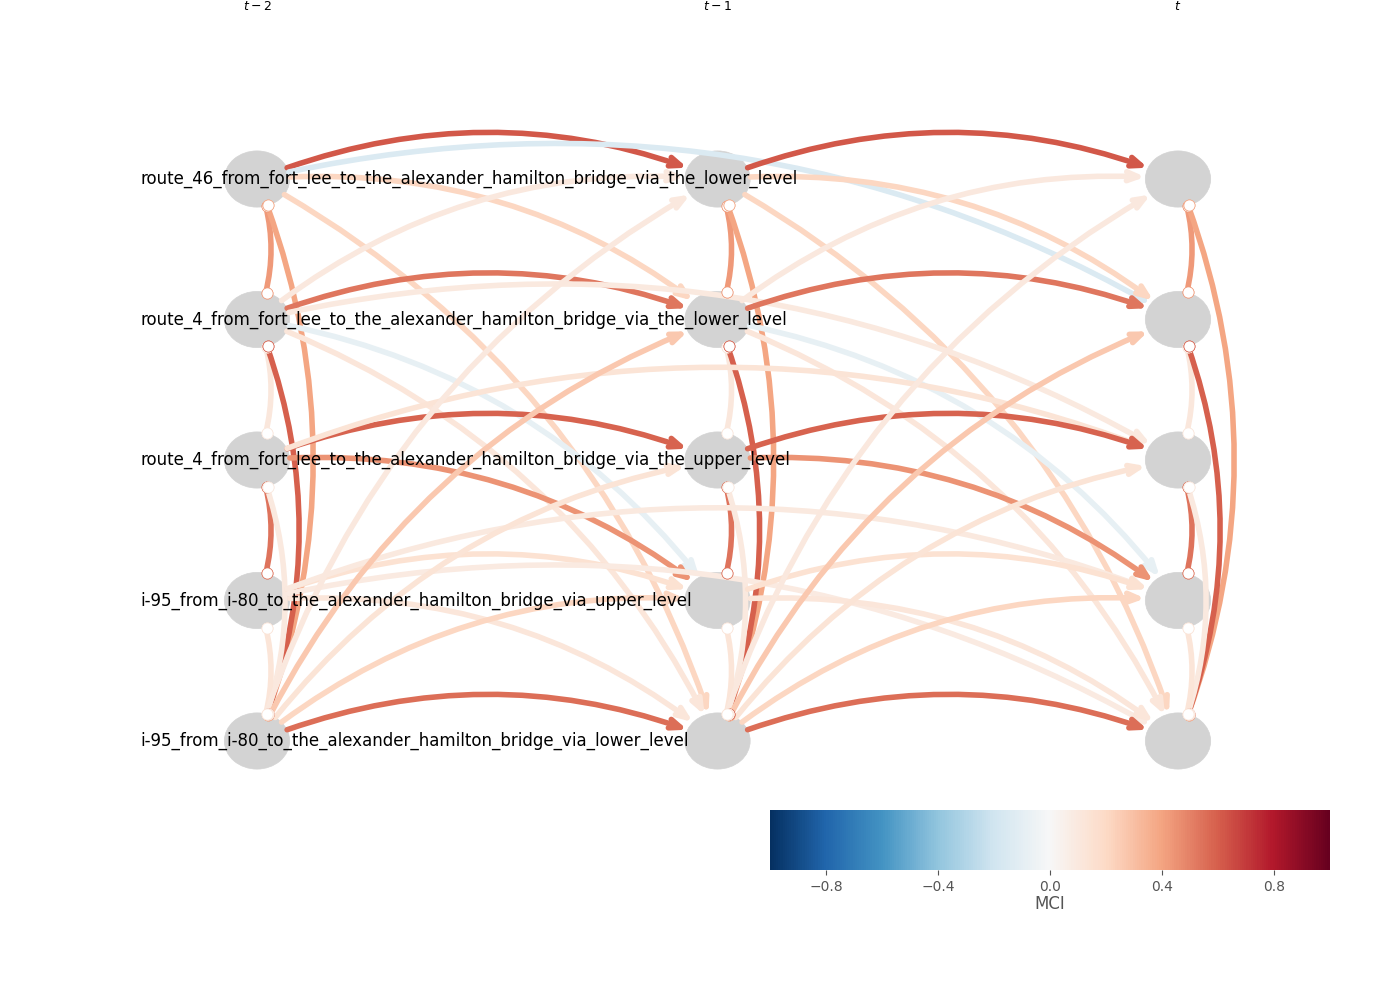 t − 2
t − 1
t
route_46_from_fort_lee_to_the_alexander_hamilton_bridge_via_the_lower_level
route_4_from_fort_lee_to_the_alexander_hamilton_bridge_via_the_lower_level
route_4_from_fort_lee_to_the_alexander_hamilton_bridge_via_the_upper_level
i-95_from_i-80_to_the_alexander_hamilton_bridge_via_upper_level
i-95_from_i-80_to_the_alexander_hamilton_bridge_via_lower_level
−0.8
−0.4
0.0
0.4
0.8
MCI